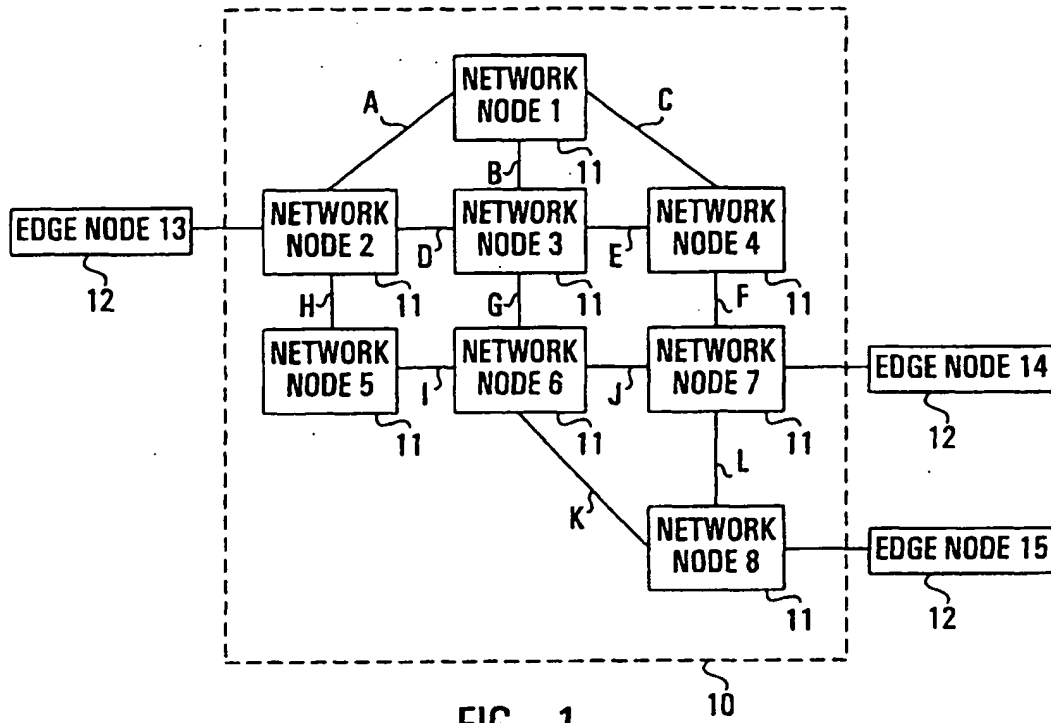 NETWORK
NODE 1
A
C
B
11
EDGE NODE 13
12
NETWORK
NODE 2
D
NETWORK
NODE 3
E
NETWORK
NODE 4
11
11
11
H
G
F
NETWORK
NODE 5
I
NETWORK
NODE 6
J
NETWORK
NODE 7
EDGE NODE 14
11
11
11
12
K
L
NETWORK
NODE 8
EDGE NODE 15
11
12
10
FIG. 1